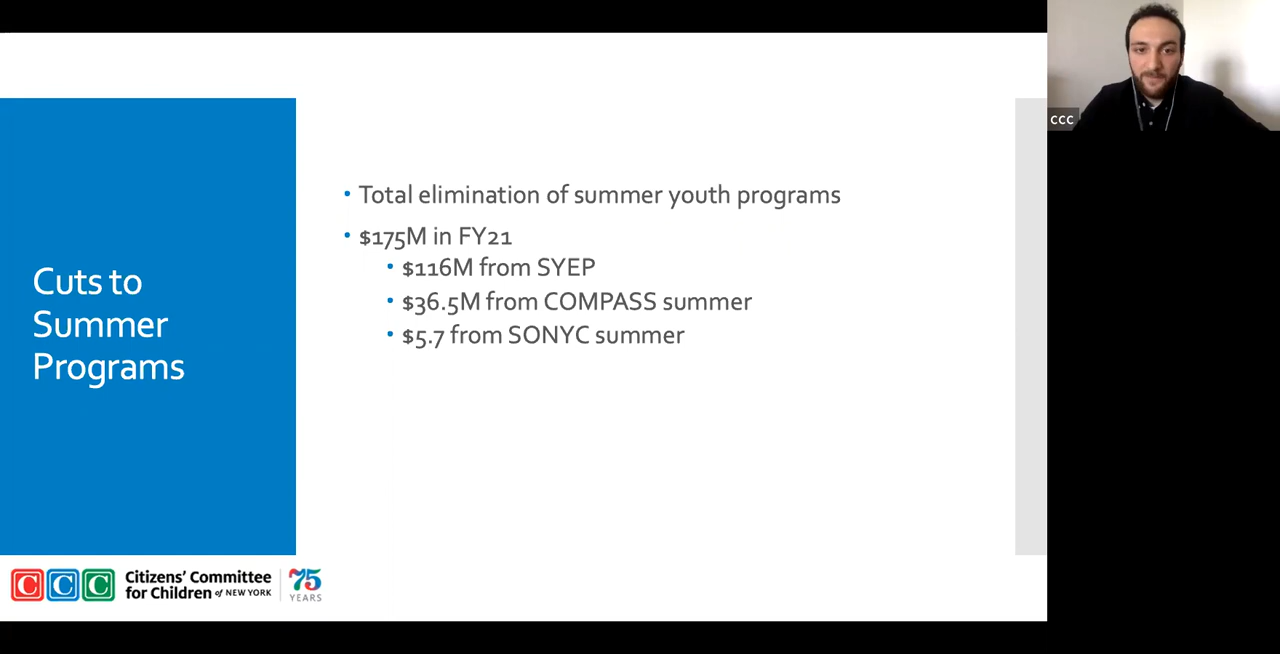 Cuts to
Summer
Programs
• Total elimination of summer youth programs
• $175M in FY21
• $116M from SYEP
• $36.5M from COMPASS summer
• $5.7 from SONYC summer
CCC Citizens' Committee
for Children of NEW YORK
75
YEARS
ccc